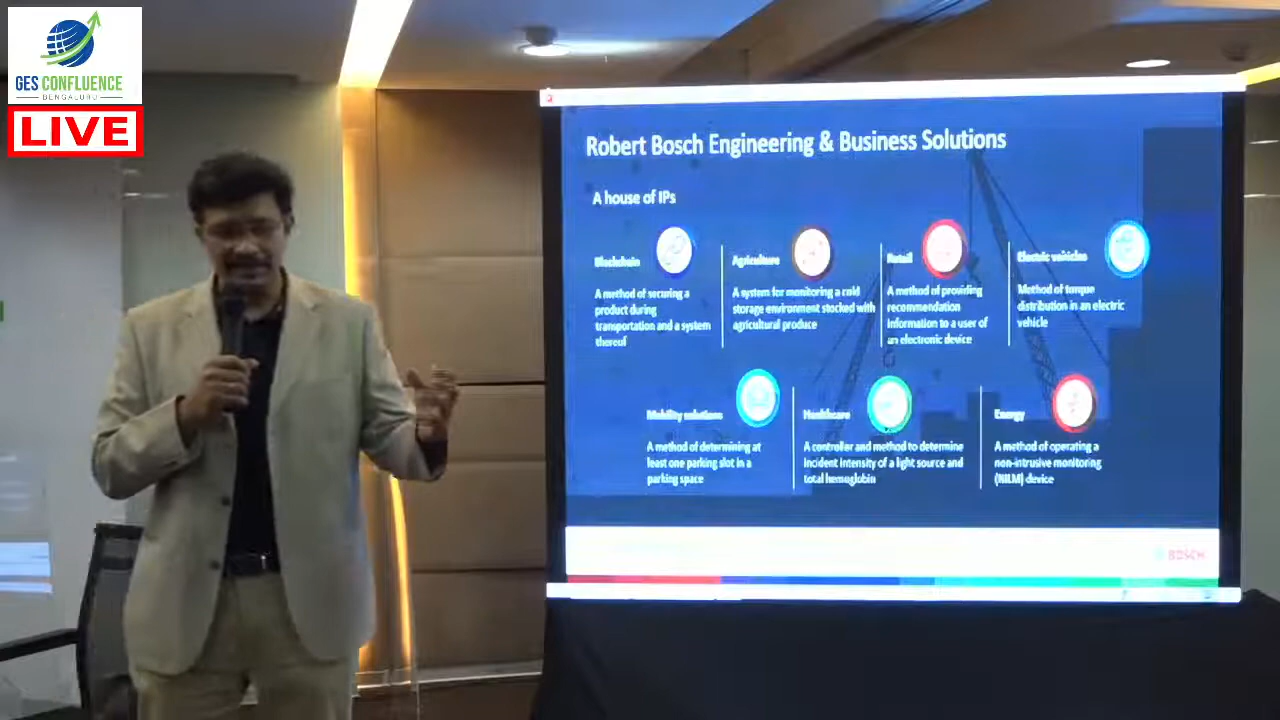 GES CONFLUENCE
BENGALURU
LIVE
Robert Bosch Engineering & Business Solutions
A house of IPs
Blockchain
A method of securing a
product during
transportation and a system
thereof
Agriculture
A system for monitoring a cold
storage environment stocked with
agricultural produce
Retail
A method of providing
recommendation
information to a user of
an electronic device
Electric vehicles
Method of torque
distribution in an electric
vehicle
Mobility solutions
A method of determining at
least one parking slot in a
parking space
Healthcare
A controller and method to determine
incident intensity of a light source and
total hemoglobin
Energy
A method of operating a
non-intrusive monitoring
(NILM) device
BOSCH